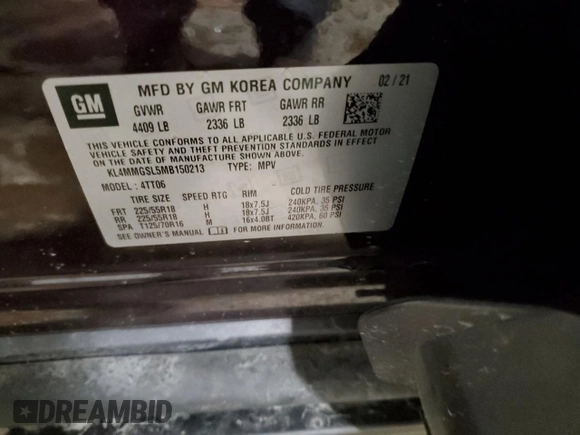 GM
MFD BY GM KOREA COMPANY 02 / 21
GVWR GAWR FRT GAWR RR
4409 LB 2336 LB 2336 LB
THIS VEHICLE CONFORMS TO ALL APPLICABLE U.S. FEDERAL MOTOR
VEHICLE SAFETY AND THEFT PREVENTION STANDARDS IN EFFECT
ON THE DATE OF MANUFACTURE SHOWN ABOVE.
KL4MMGSL5MB150213 TYPE: MPV
MODEL: 4TT06
TIRE SIZE SPEED RTG RIM COLD TIRE PRESSURE
FRT 225/55R18 H 18x7.5J 240KPA, 35 PSI
RR 225/55R18 H 18x7.5J 240KPA, 35 PSI
SPA T125/70R16 M 16x4.0BT 420KPA, 60 PSI
SEE OWNER'S MANUAL FOR MORE INFORMATION
DREAMBID